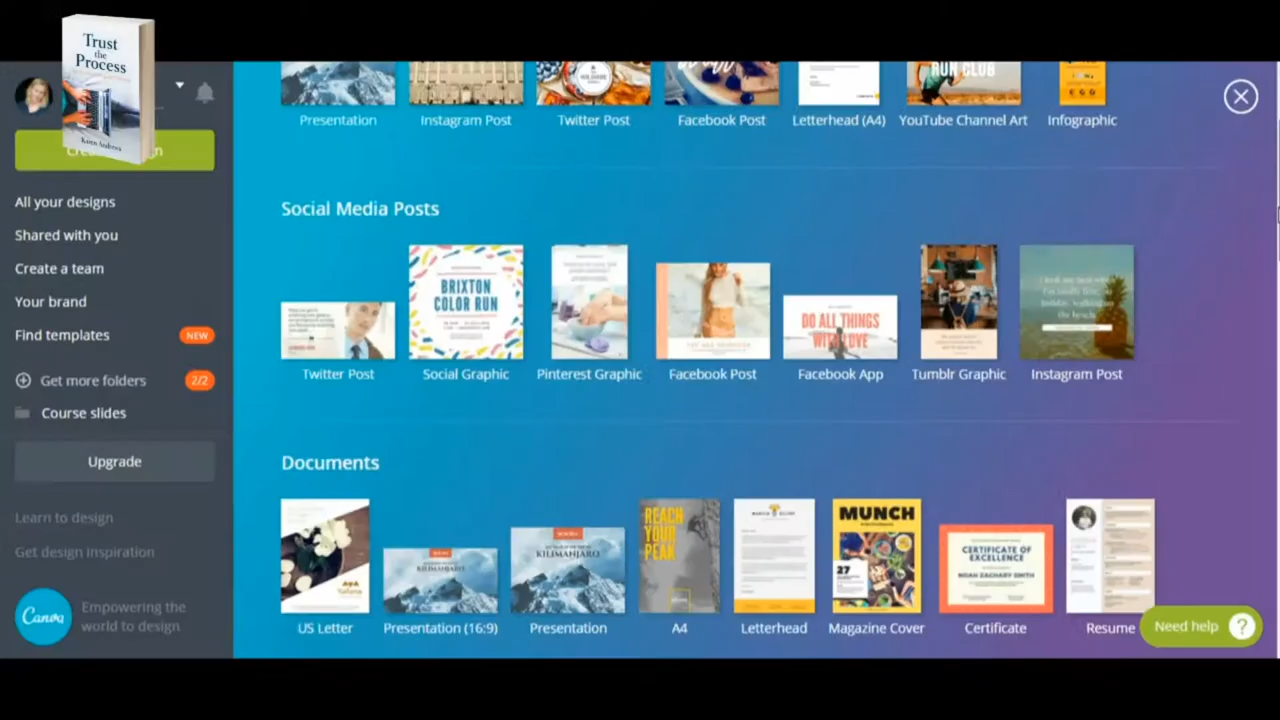 Trust
the
Process
Karen Andrews
All your designs
Shared with you
Create a team
Your brand
Find templates NEW
Get more folders 2/2
Course slides
Upgrade
Learn to design
Get design inspiration
Canva
Empowering the
world to design
RUN CLUB
Presentation Instagram Post Twitter Post Facebook Post Letterhead (A4) YouTube Channel Art Infographic
Social Media Posts
BRIXTON
COLOR RUN
DO ALL THINGS
WITH LOVE
Twitter Post Social Graphic Pinterest Graphic Facebook Post Facebook App Tumblr Graphic Instagram Post
Documents
KILIMANJARO
KILIMANJARO
REACH
YOUR
PEAK
MUNCH
27
CERTIFICATE OF
EXCELLENCE
NOAH ZACHARY SMITH
US Letter Presentation (16:9) Presentation A4 Letterhead Magazine Cover Certificate Resume
Need help ?